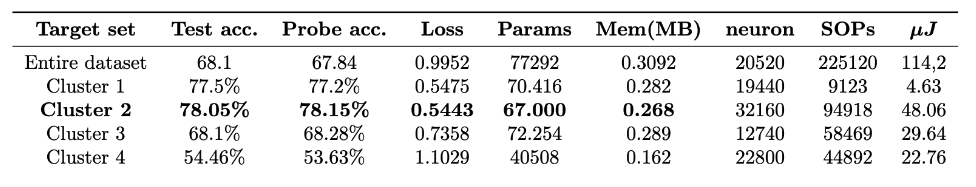 Target set Test acc. Probe acc. Loss Params Mem(MB) neuron SOPs μJ
Entire dataset 68.1 67.84 0.9952 77292 0.3092 20520 225120 114,2
Cluster 1 77.5% 77.2% 0.5475 70.416 0.282 19440 9123 4.63
Cluster 2 78.05% 78.15% 0.5443 67.000 0.268 32160 94918 48.06
Cluster 3 68.1% 68.28% 0.7358 72.254 0.289 12740 58469 29.64
Cluster 4 54.46% 53.63% 1.1029 40508 0.162 22800 44892 22.76